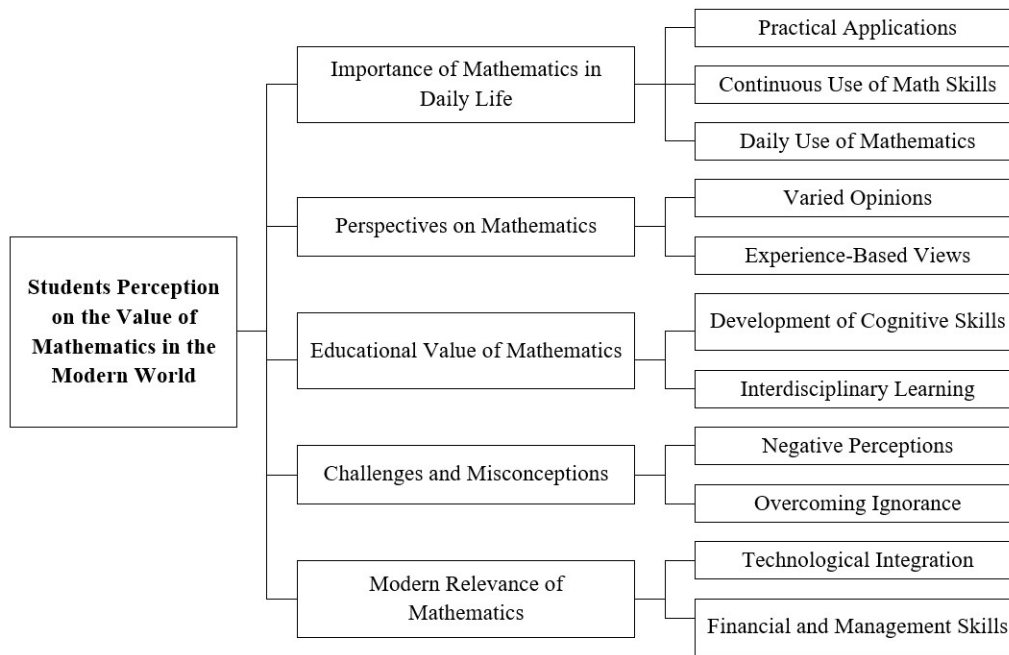 Students Perception
on the Value of
Mathematics in the
Modern World
Importance of Mathematics in
Daily Life
Practical Applications
Continuous Use of Math Skills
Daily Use of Mathematics
Perspectives on Mathematics
Varied Opinions
Experience-Based Views
Educational Value of Mathematics
Development of Cognitive Skills
Interdisciplinary Learning
Challenges and Misconceptions
Negative Perceptions
Overcoming Ignorance
Modern Relevance of
Mathematics
Technological Integration
Financial and Management Skills